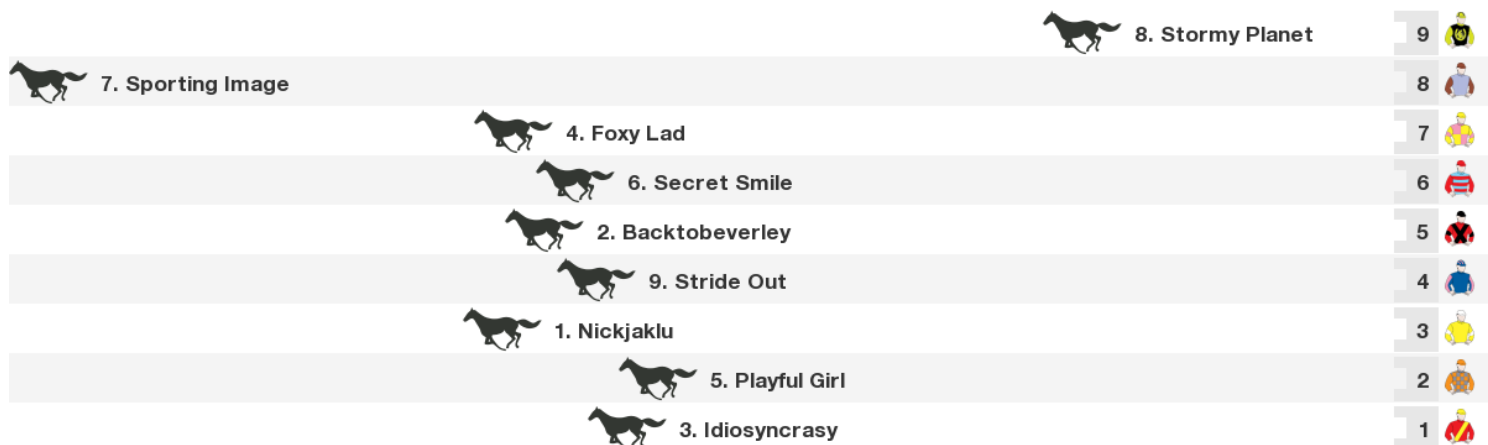 8. Stormy Planet 9
7. Sporting Image 8
4. Foxy Lad 7
6. Secret Smile 6
2. Backtobeverley 5
9. Stride Out 4
1. Nickjaklu 3
5. Playful Girl 2
3. Idiosyncrasy 1